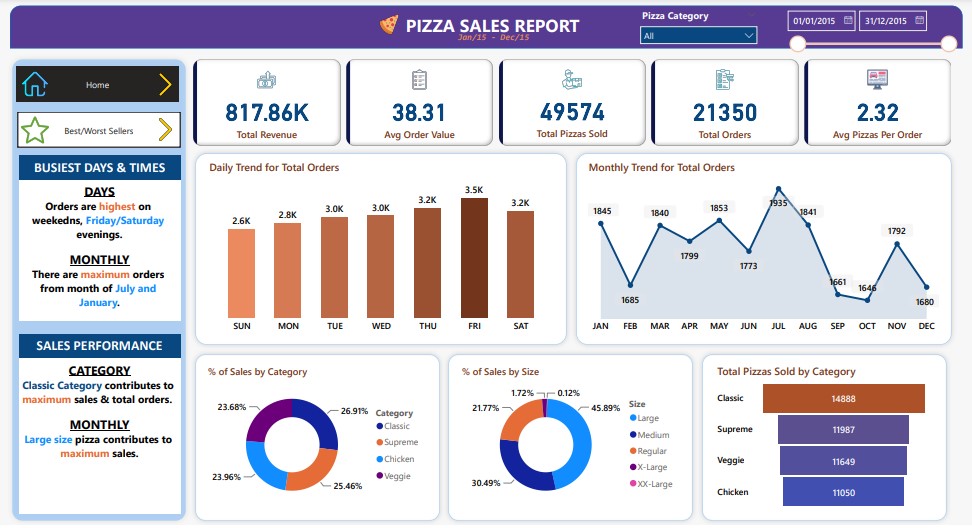 PIZZA SALES REPORT
Jan/15 - Dec/15
Pizza Category
All
01/01/2015
31/12/2015
Home
Best/Worst Sellers
BUSIEST DAYS & TIMES
DAYS
Orders are highest on
weekedns, Friday/Saturday
evenings.
MONTHLY
There are maximum orders
from month of July and
January.
SALES PERFORMANCE
CATEGORY
Classic Category contributes to
maximum sales & total orders.
MONTHLY
Large size pizza contributes to
maximum sales.
817.86K
Total Revenue
38.31
Avg Order Value
49574
Total Pizzas Sold
21350
Total Orders
2.32
Avg Pizzas Per Order
Daily Trend for Total Orders
2.6K
2.8K
3.0K
3.0K
3.2K
3.5K
3.2K
SUN MON TUE WED THU FRI SAT
Monthly Trend for Total Orders
1845
1685
1840
1799
1853
1773
1935
1841
1661
1646
1792
1680
JAN FEB MAR APR MAY JUN JUL AUG SEP OCT NOV DEC
% of Sales by Category
23.68%
26.91%
23.96%
25.46%
Category
Classic
Supreme
Chicken
Veggie
% of Sales by Size
1.72%
0.12%
21.77%
45.89%
30.49%
Size
Large
Medium
Regular
X-Large
XX-Large
Total Pizzas Sold by Category
Classic 14888
Supreme 11987
Veggie 11649
Chicken 11050